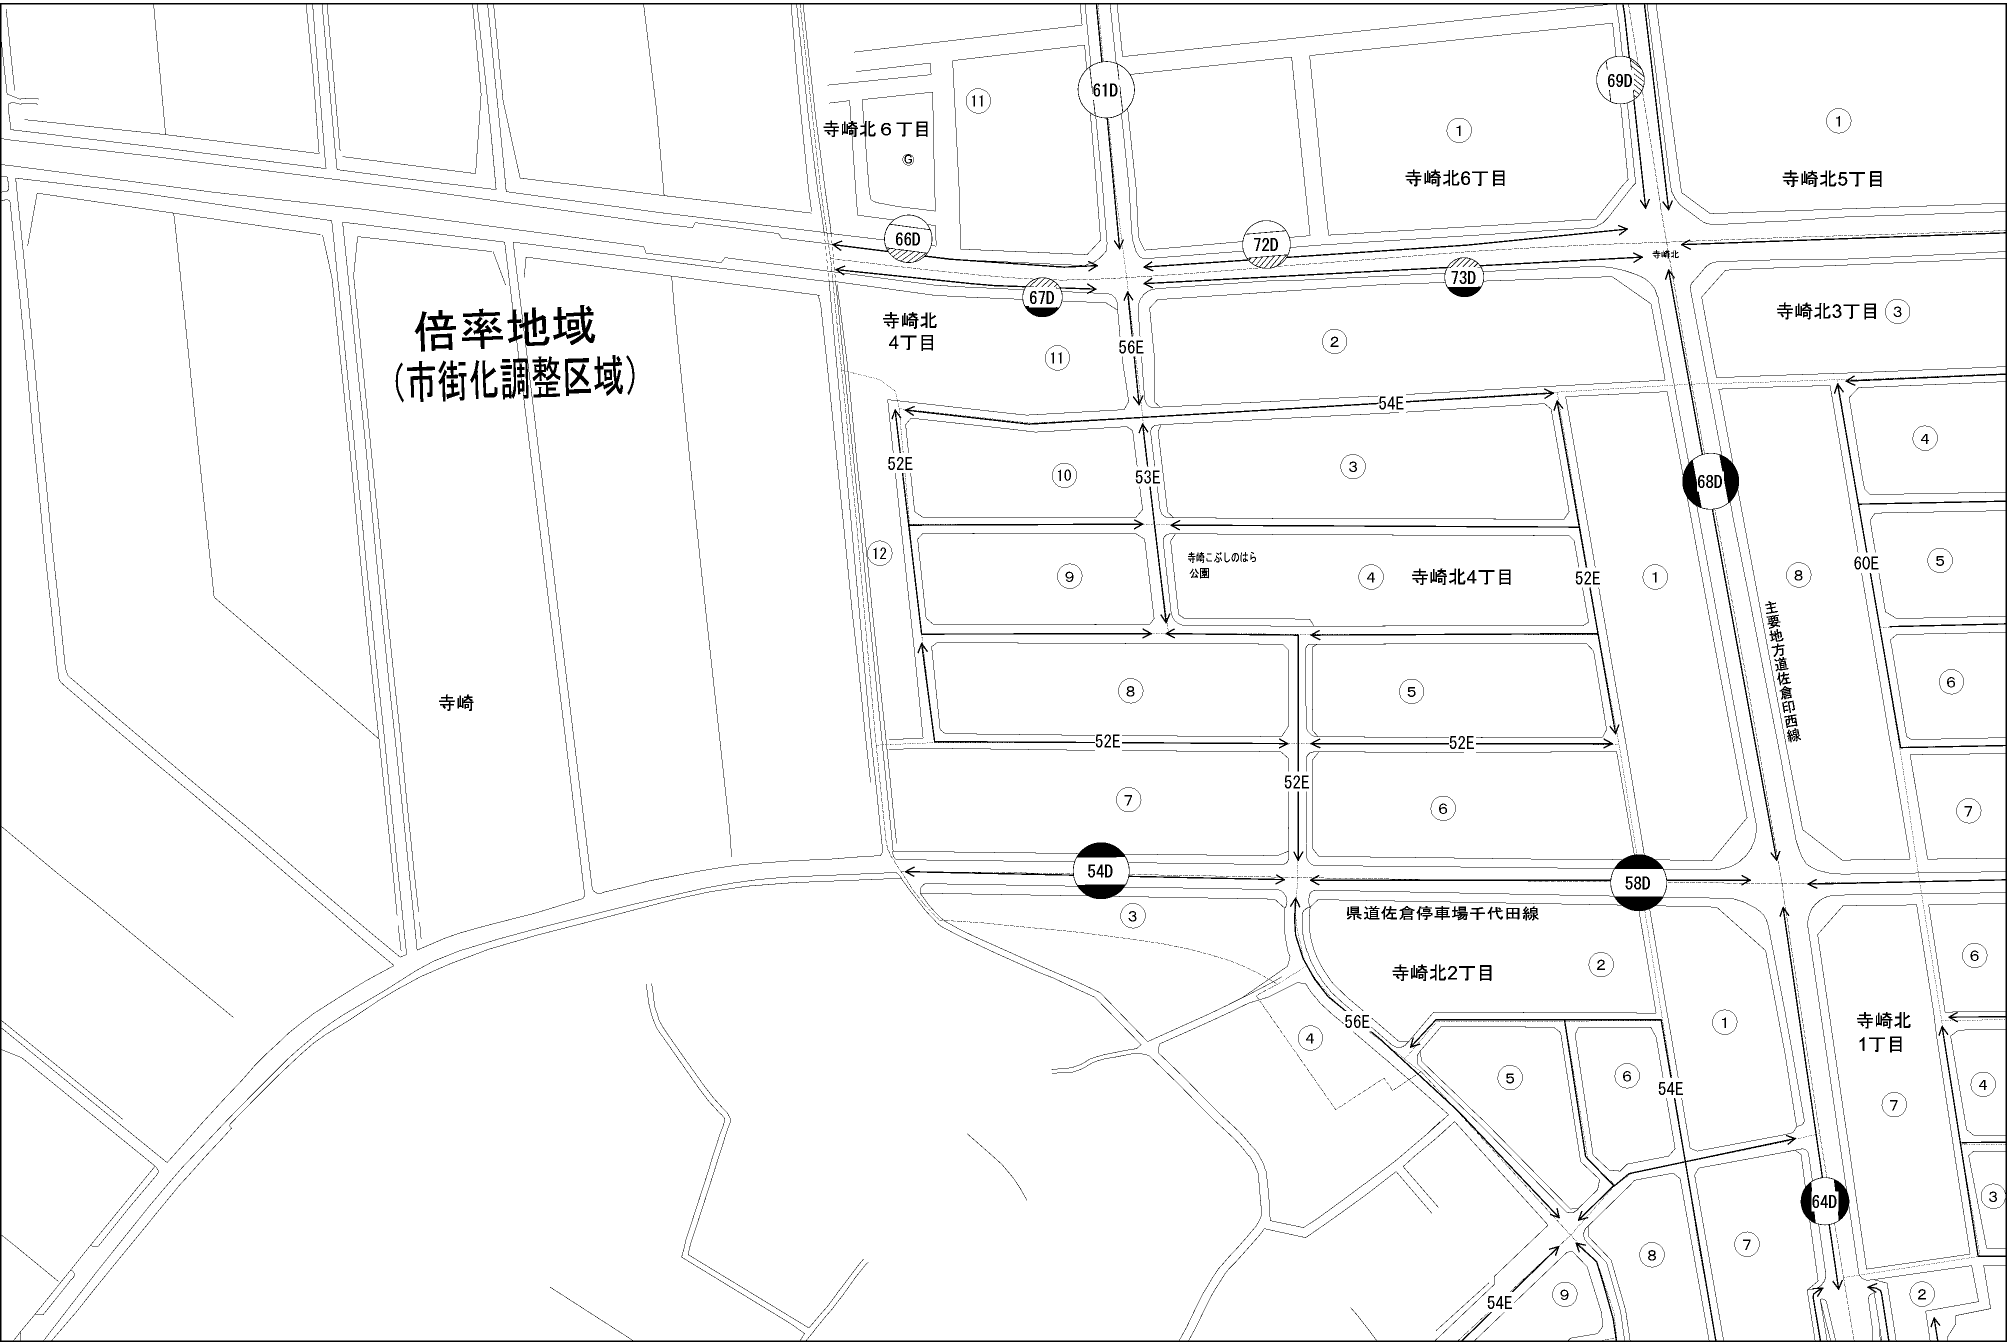 61D
69D
⑪
①
①
寺崎北６丁目
G
寺崎北6丁目
寺崎北5丁目
66D
72D
寺崎北
67D
73D
倍率地域
(市街化調整区域)
寺崎北
4丁目
56E
⑪
②
寺崎北3丁目
③
54E
52E
⑩
53E
③
68D
④
⑫
⑨
寺崎こぶしのはら
公園
④
寺崎北4丁目
52E
①
⑧
60E
⑤
主要地方道佐倉印西線
寺崎
⑧
⑤
⑥
52E
52E
52E
⑦
⑥
⑦
54D
58D
③
県道佐倉停車場千代田線
寺崎北2丁目
②
⑥
56E
④
①
寺崎北
1丁目
⑤
⑥
54E
④
⑦
64D
③
⑧
⑦
54E
⑨
②